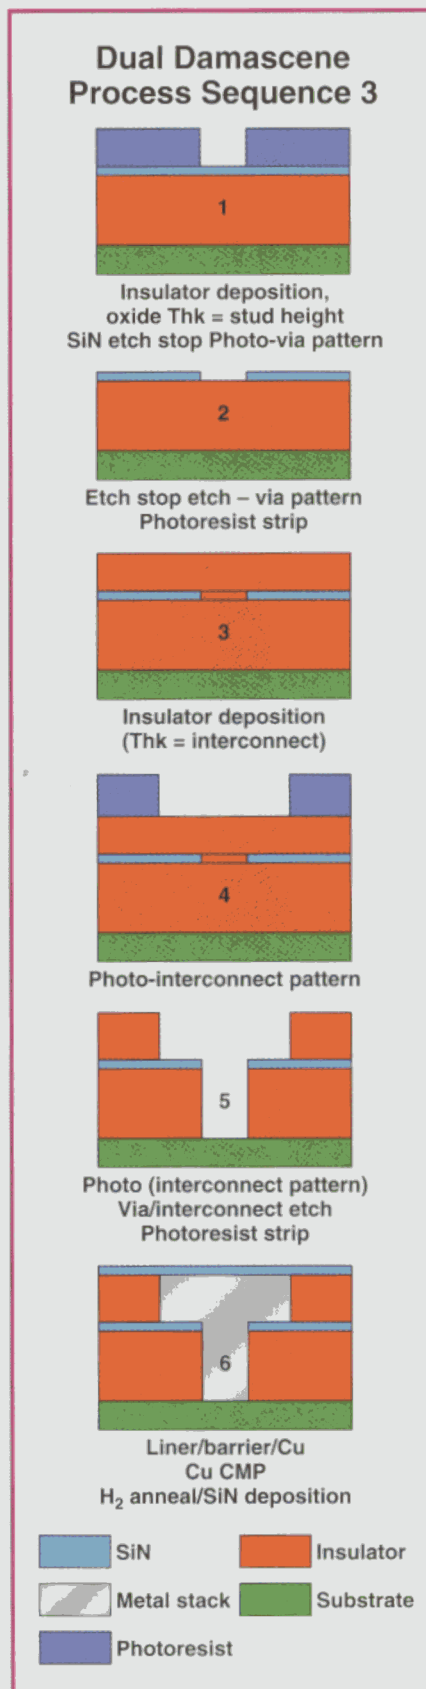 Dual Damascene
Process Sequence 3
1
Insulator deposition,
oxide Thk = stud height
SiN etch stop Photo-via pattern
2
Etch stop etch – via pattern
Photoresist strip
3
Insulator deposition
(Thk = interconnect)
4
Photo-interconnect pattern
5
Photo (interconnect pattern)
Via/interconnect etch
Photoresist strip
6
Liner/barrier/Cu
Cu CMP
H₂ anneal/SiN deposition
SiN
Insulator
Metal stack
Substrate
Photoresist